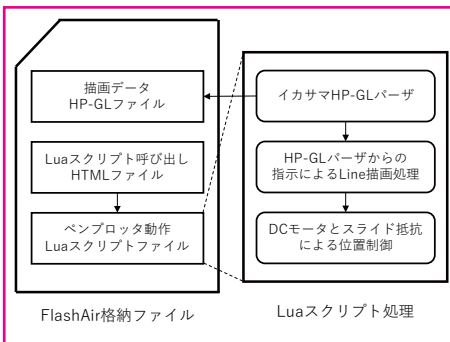 描画データ
HP-GLファイル
Luaスクリプト呼び出し
HTMLファイル
ペンプロッタ動作
Luaスクリプトファイル
FlashAir格納ファイル
イカサマHP-GLパーザ
HP-GLパーザからの
指示によるLine描画処理
DCモータとスライド抵抗
による位置制御
Luaスクリプト処理